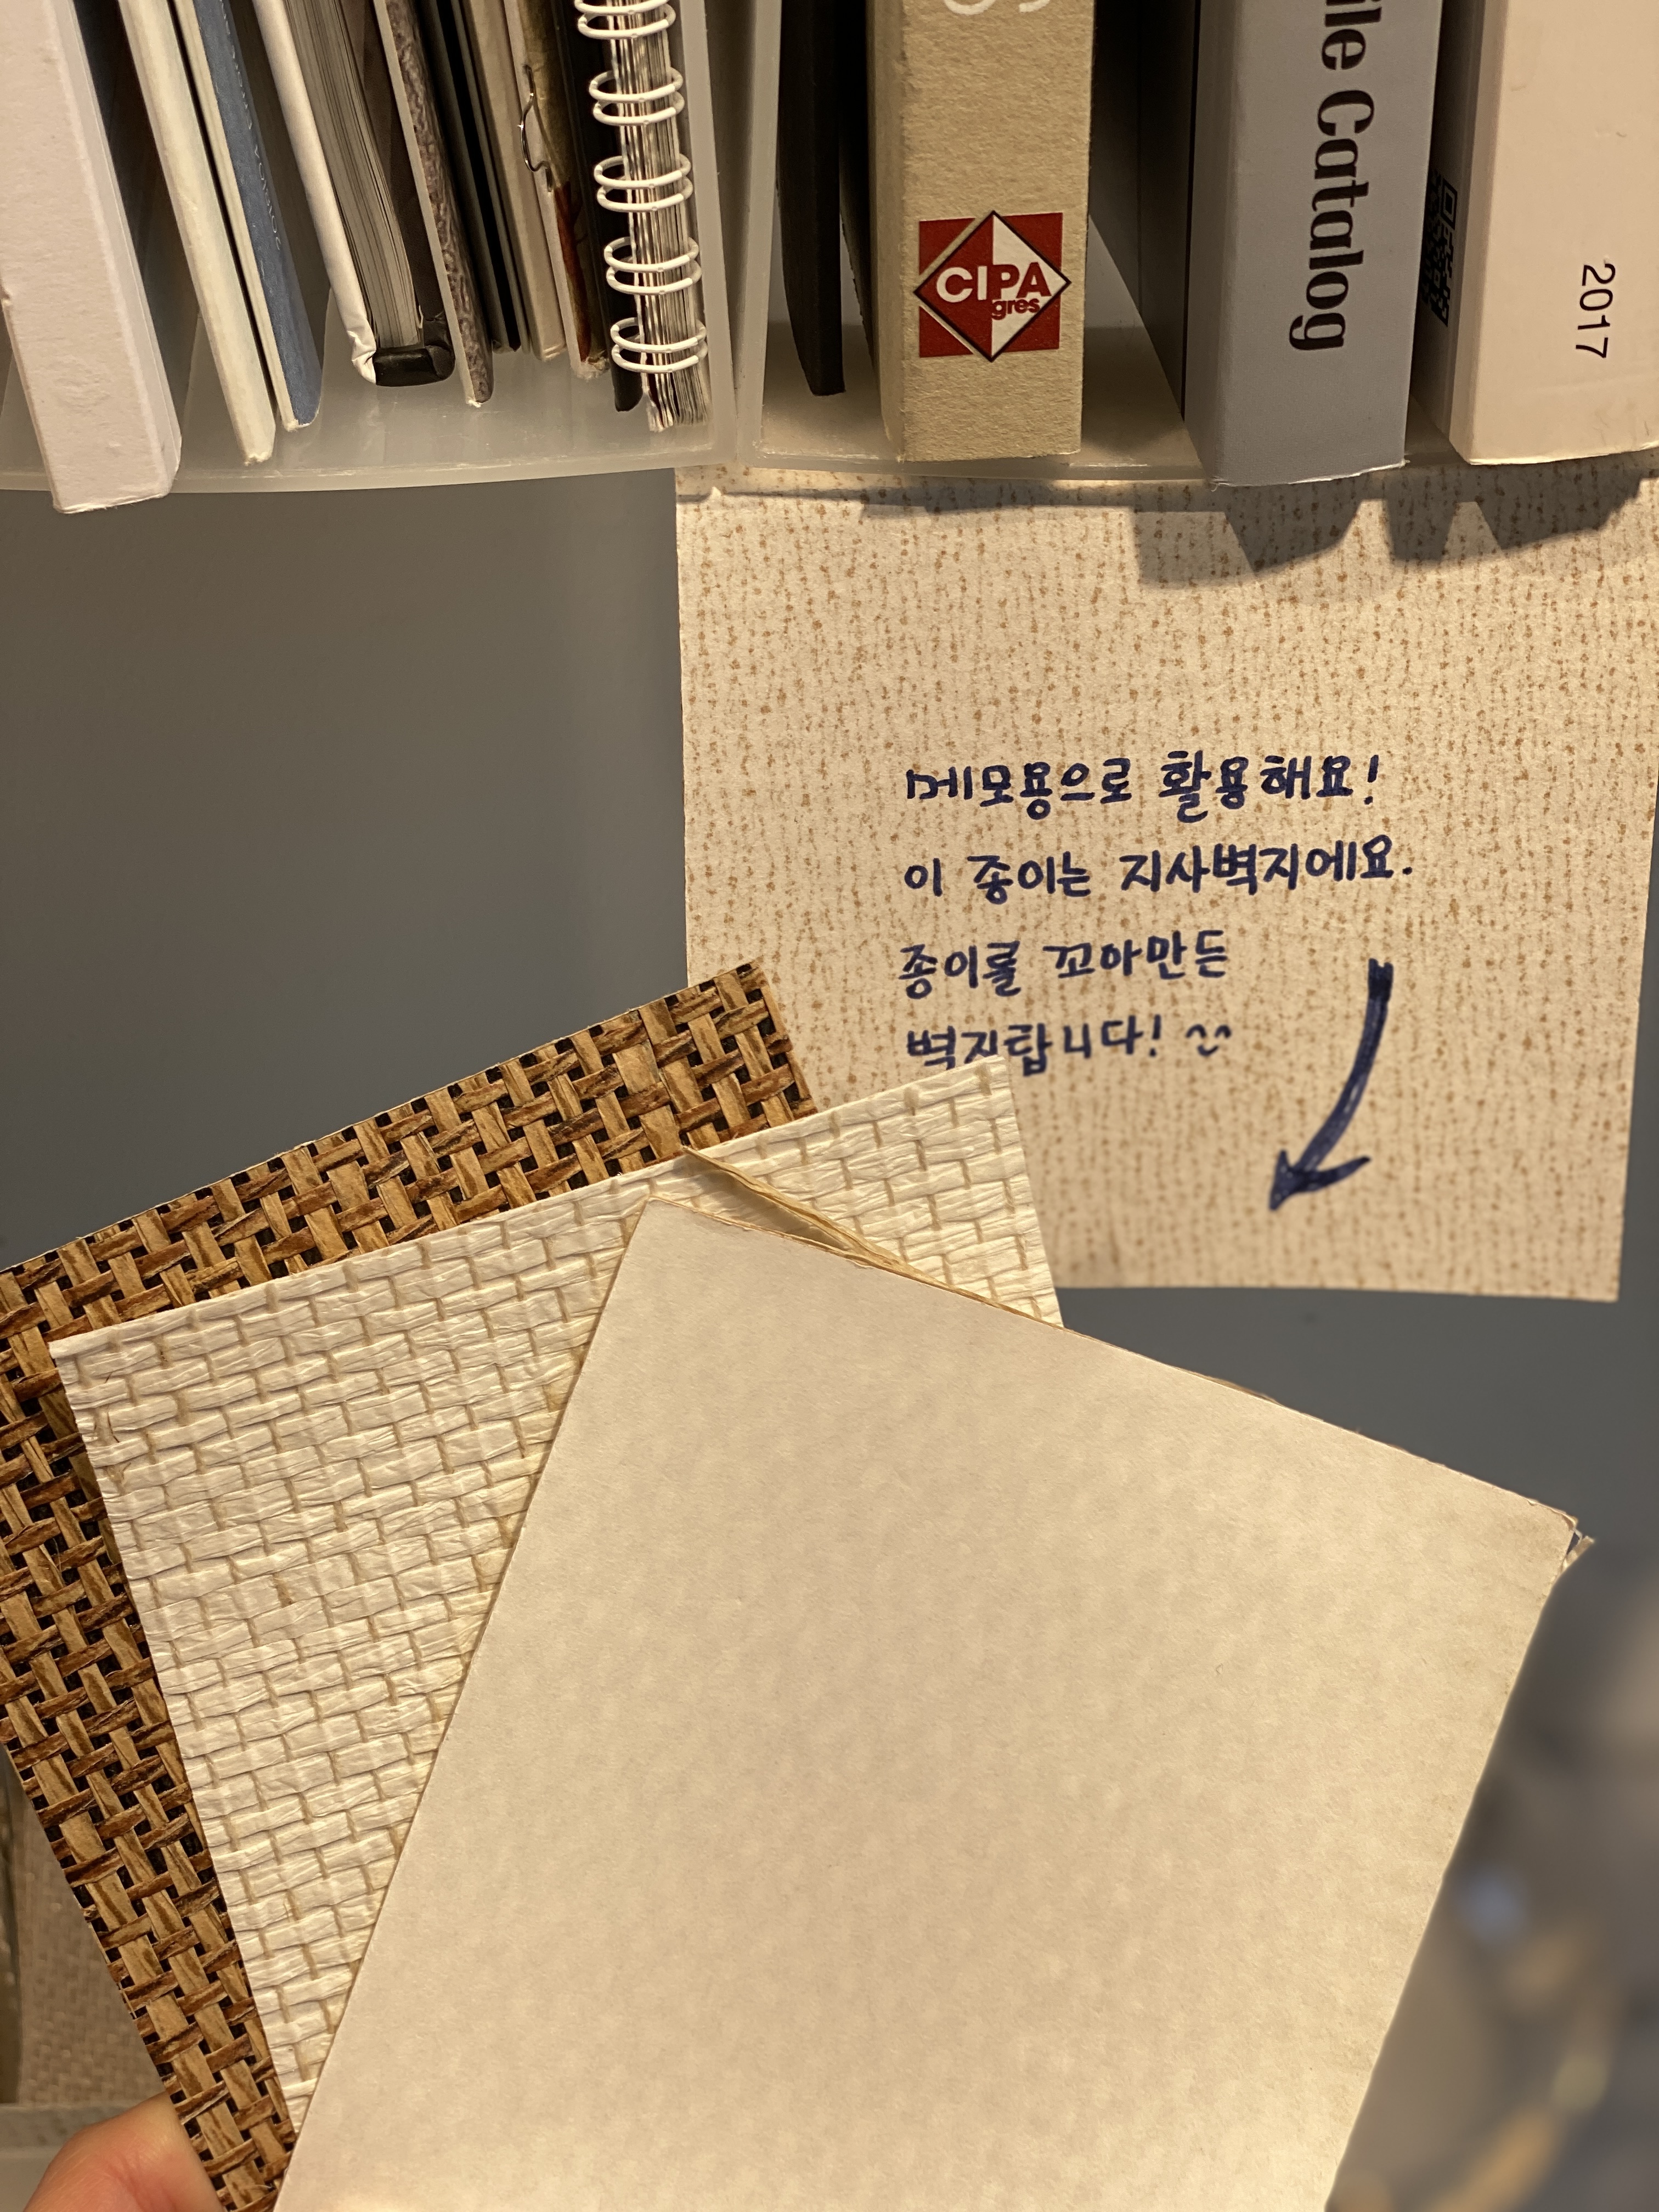 CIPA
gres
ile Catalog
2017
메모용으로 활용해요!
이 종이는 지사벽지에요.
종이를 꼬아만든
벽지랍니다! ^^